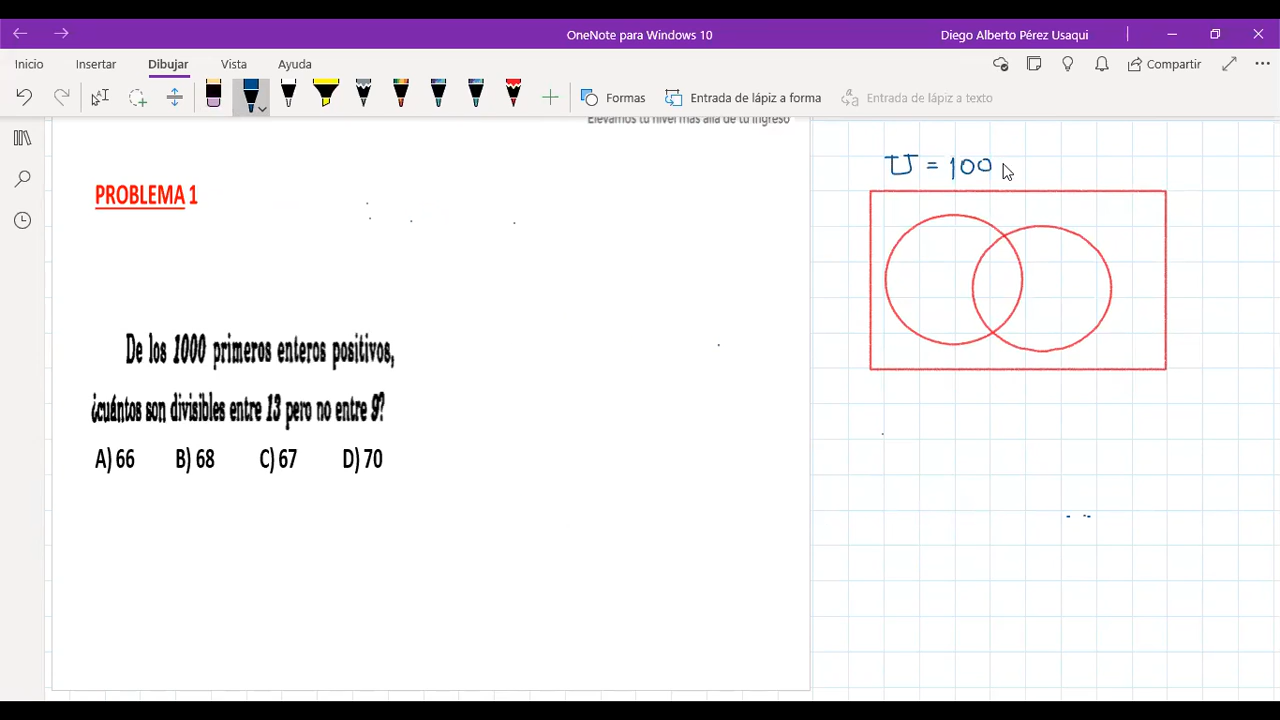 OneNote para Windows 10
Diego Alberto Pérez Usaqui
Inicio
Insertar
Dibujar
Vista
Ayuda
Compartir
Formas
Entrada de lápiz a forma
Entrada de lápiz a texto
Elevamos tu nivel más allá de tu ingreso
PROBLEMA 1
De los 1000 primeros enteros positivos,
¿cuántos son divisibles entre 13 pero no entre 9?
A) 66 B) 68 C) 67 D) 70
U = 100